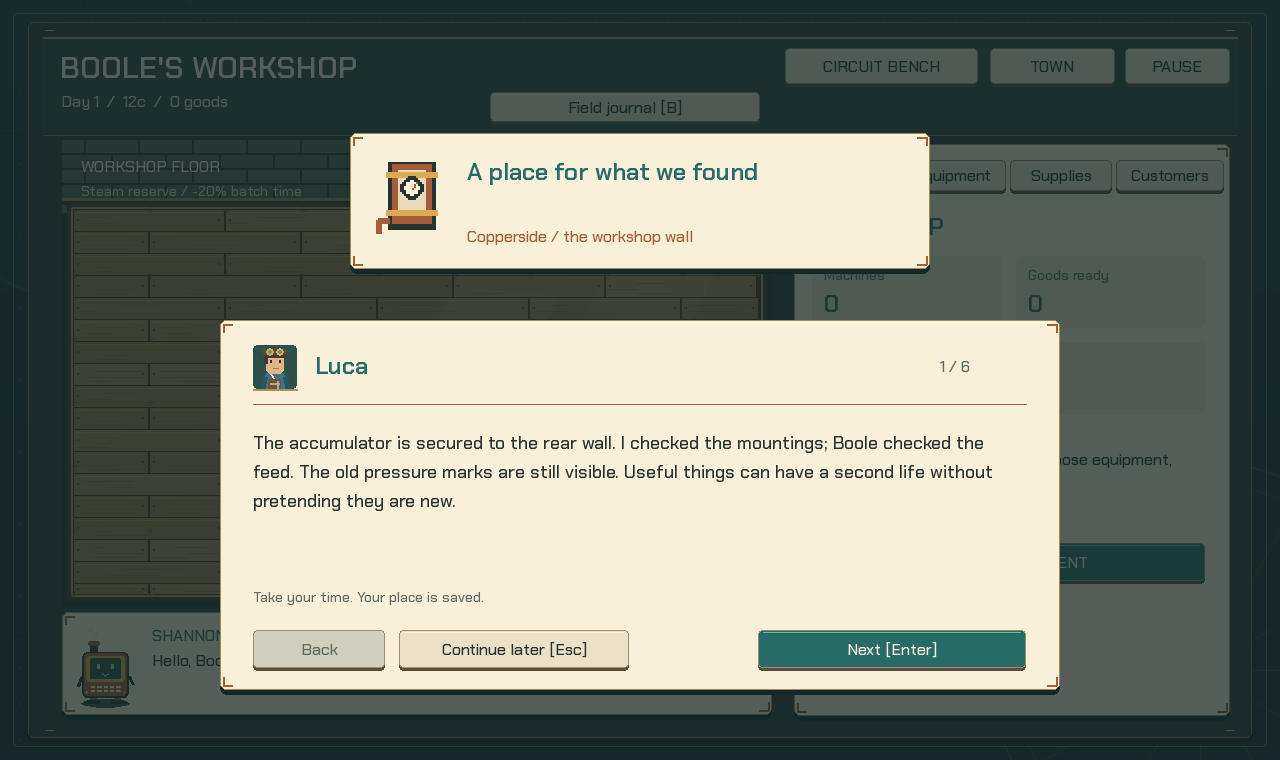 BOOLE'S WORKSHOP
CIRCUIT BENCH
TOWN
PAUSE
Day 1 / 12c / 0 goods
Field journal [B]
WORKSHOP FLOOR
Steam reserve / -20% batch time
A place for what we found
Copperside / the workshop wall
Supplies
Customers
Machines
0
Goods ready
0
Luca
1 / 6
The accumulator is secured to the rear wall. I checked the mountings; Boole checked the
feed. The old pressure marks are still visible. Useful things can have a second life without
pretending they are new.
equipment,
Take your time. Your place is saved.
Back
Continue later [Esc]
Next [Enter]
SHANNON
Hello,